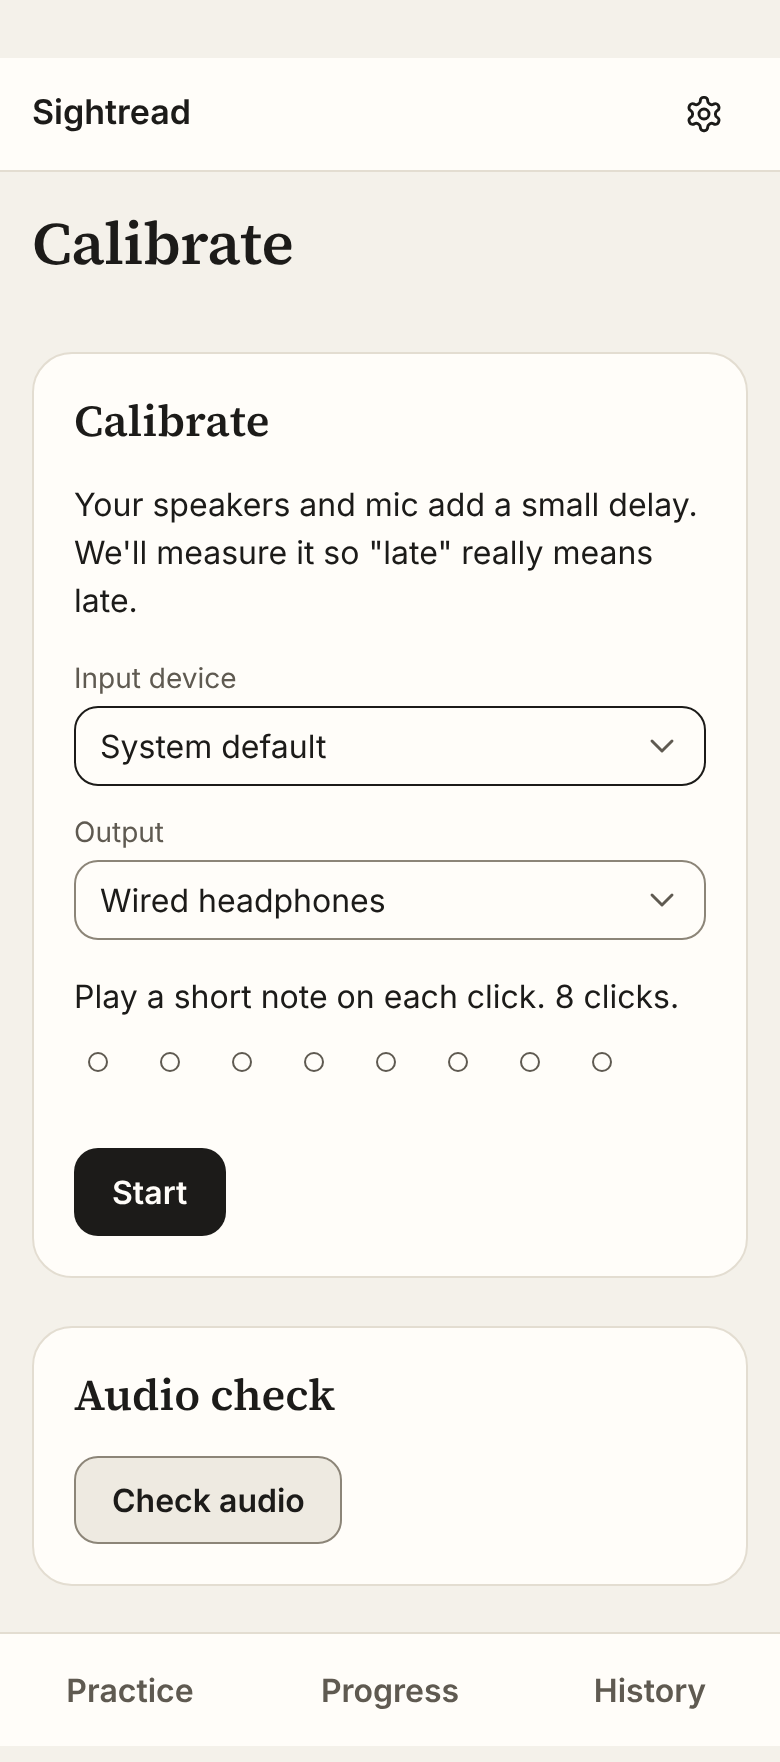 Sightread
Calibrate
Calibrate
Your speakers and mic add a small delay.
We'll measure it so "late" really means
late.
Input device
System default
Output
Wired headphones
Play a short note on each click. 8 clicks.
Start
Audio check
Check audio
Practice Progress History